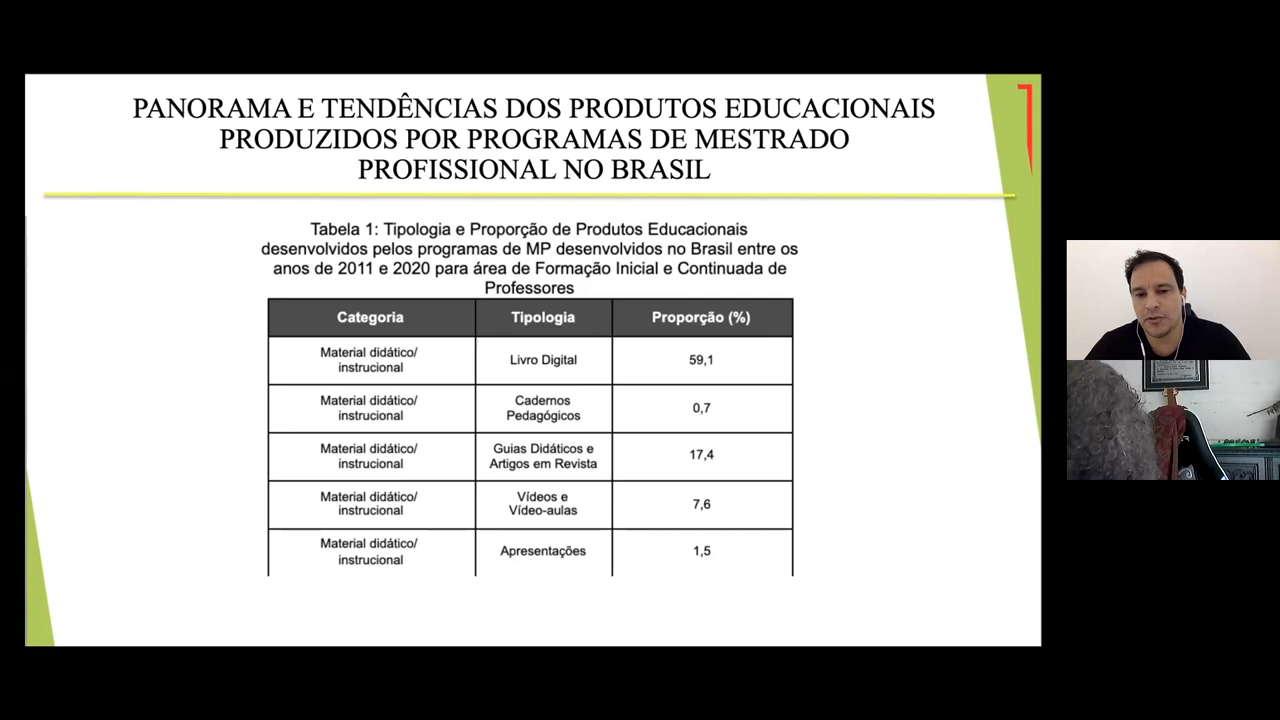 PANORAMA E TENDÊNCIAS DOS PRODUTOS EDUCACIONAIS
PRODUZIDOS POR PROGRAMAS DE MESTRADO
PROFISSIONAL NO BRASIL
Tabela 1: Tipologia e Proporção de Produtos Educacionais
desenvolvidos pelos programas de MP desenvolvidos no Brasil entre os
anos de 2011 e 2020 para área de Formação Inicial e Continuada de
Professores
Categoria Tipologia Proporção (%)
Material didático/
instrucional
Livro Digital
59,1
Material didático/
instrucional
Cadernos
Pedagógicos
0,7
Material didático/
instrucional
Guias Didáticos e
Artigos em Revista
17,4
Material didático/
instrucional
Vídeos e
Vídeo-aulas
7,6
Material didático/
instrucional
Apresentações
1,5